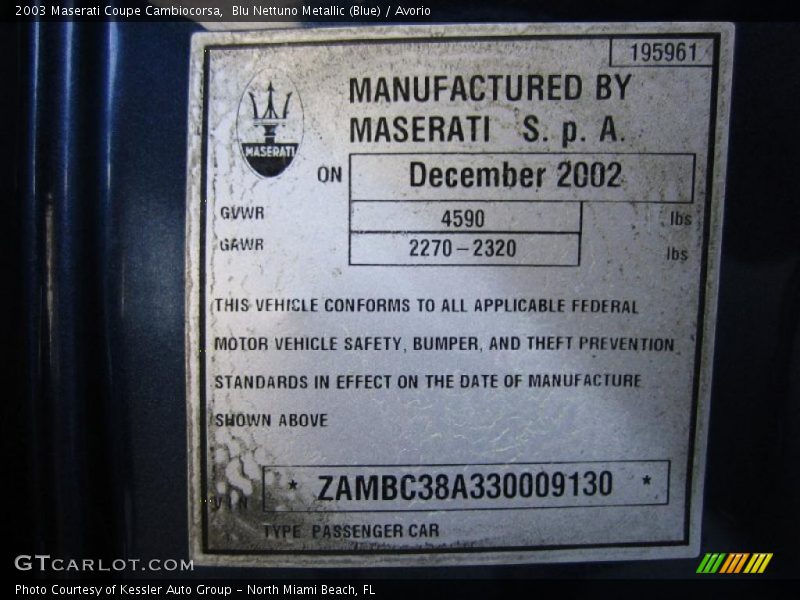 2003 Maserati Coupe Cambiocorsa,  Blu Nettuno Metallic (Blue) / Avorio
195961
MASERATI
MANUFACTURED BY
MASERATI S. p. A.
ON December 2002
GVWR 4590 lbs
GAWR 2270-2320 lbs
THIS VEHICLE CONFORMS TO ALL APPLICABLE FEDERAL
MOTOR VEHICLE SAFETY, BUMPER, AND THEFT PREVENTION
STANDARDS IN EFFECT ON THE DATE OF MANUFACTURE
SHOWN ABOVE
VIN * ZAMBC38A330009130 *
TYPE PASSENGER CAR
GTCARLOT.COM
Photo Courtesy of Kessler Auto Group - North Miami Beach, FL